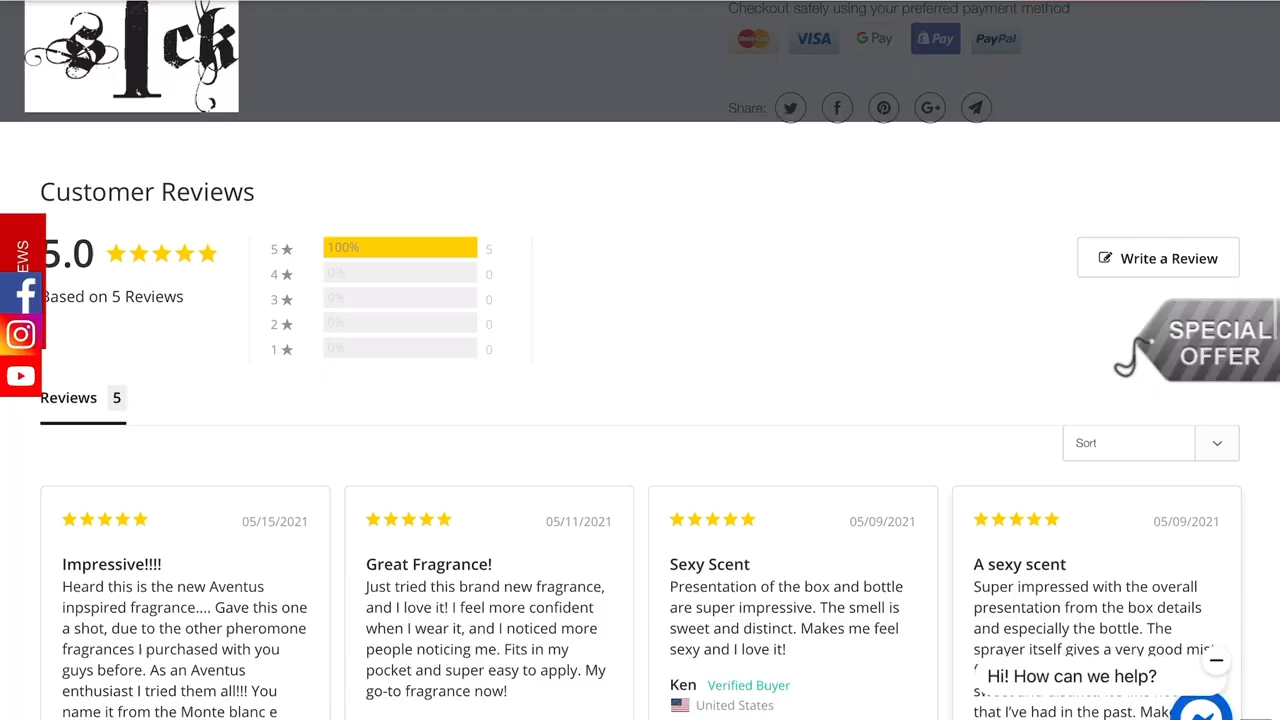 Checkout safely using your preferred payment method
s1ck
MasterCard
VISA
G Pay
Pay
PayPal
Share:
G+
Customer Reviews
EWS
5.0
Based on 5 Reviews
5 100% 5
4 0% 0
3 0% 0
2 0% 0
1 0% 0
Write a Review
SPECIAL
OFFER
Reviews 5
Sort
05/15/2021
Impressive!!!!
Heard this is the new Aventus
inpspired fragrance.... Gave this one
a shot, due to the other pheromone
fragrances I purchased with you
guys before. As an Aventus
enthusiast I tried them all!!! You
name it from the Monte blanc e
05/11/2021
Great Fragrance!
Just tried this brand new fragrance,
and I love it! I feel more confident
when I wear it, and I noticed more
people noticing me. Fits in my
pocket and super easy to apply. My
go-to fragrance now!
05/09/2021
Sexy Scent
Presentation of the box and bottle
are super impressive. The smell is
sweet and distinct. Makes me feel
sexy and I love it!
Ken Verified Buyer
United States
05/09/2021
A sexy scent
Super impressed with the overall
presentation from the box details
and especially the bottle. The
sprayer itself gives a very good mist
that I've had in the past. Make
Hi! How can we help?